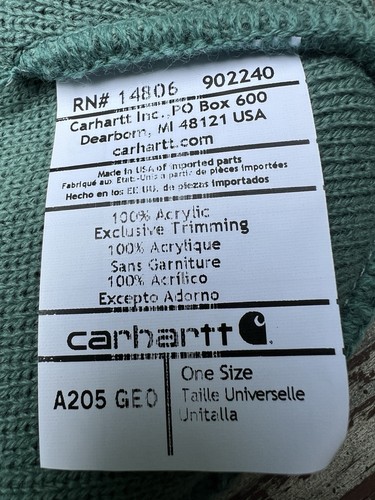 RN# 14806 902240
Carhartt Inc., PO Box 600
Dearborn, MI 48121 USA
carhartt.com
Made in USA of imported parts
Fabriqué aux Etat-Unis à partir de pièces importées
Hecho en los EE UU. de piezas importados
100% Acrylic
Exclusive Trimming
100% Acrylique
Sans Garniture
100% Acrílico
Excepto Adorno
carhartt
A205 GE0
One Size
Taille Universelle
Unitalla